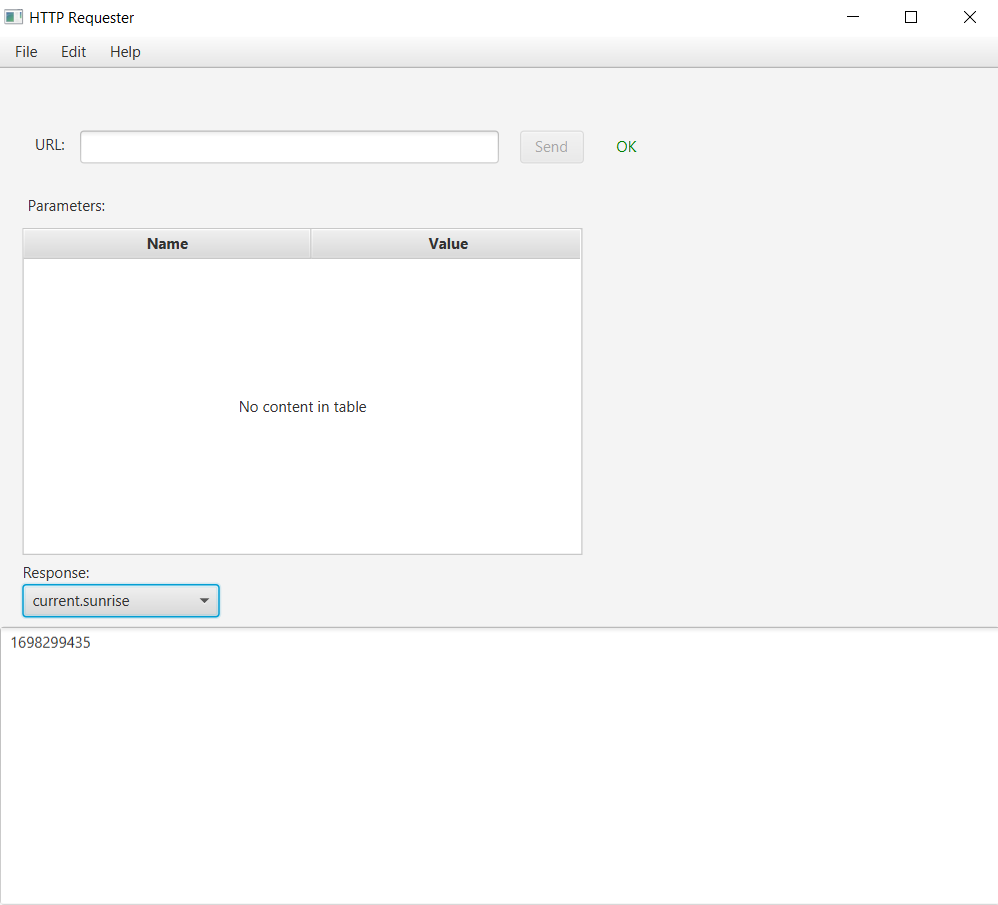 HTTP Requester
File Edit Help
URL: Send OK
Parameters:
Name Value
No content in table
Response:
current.sunrise
1698299435